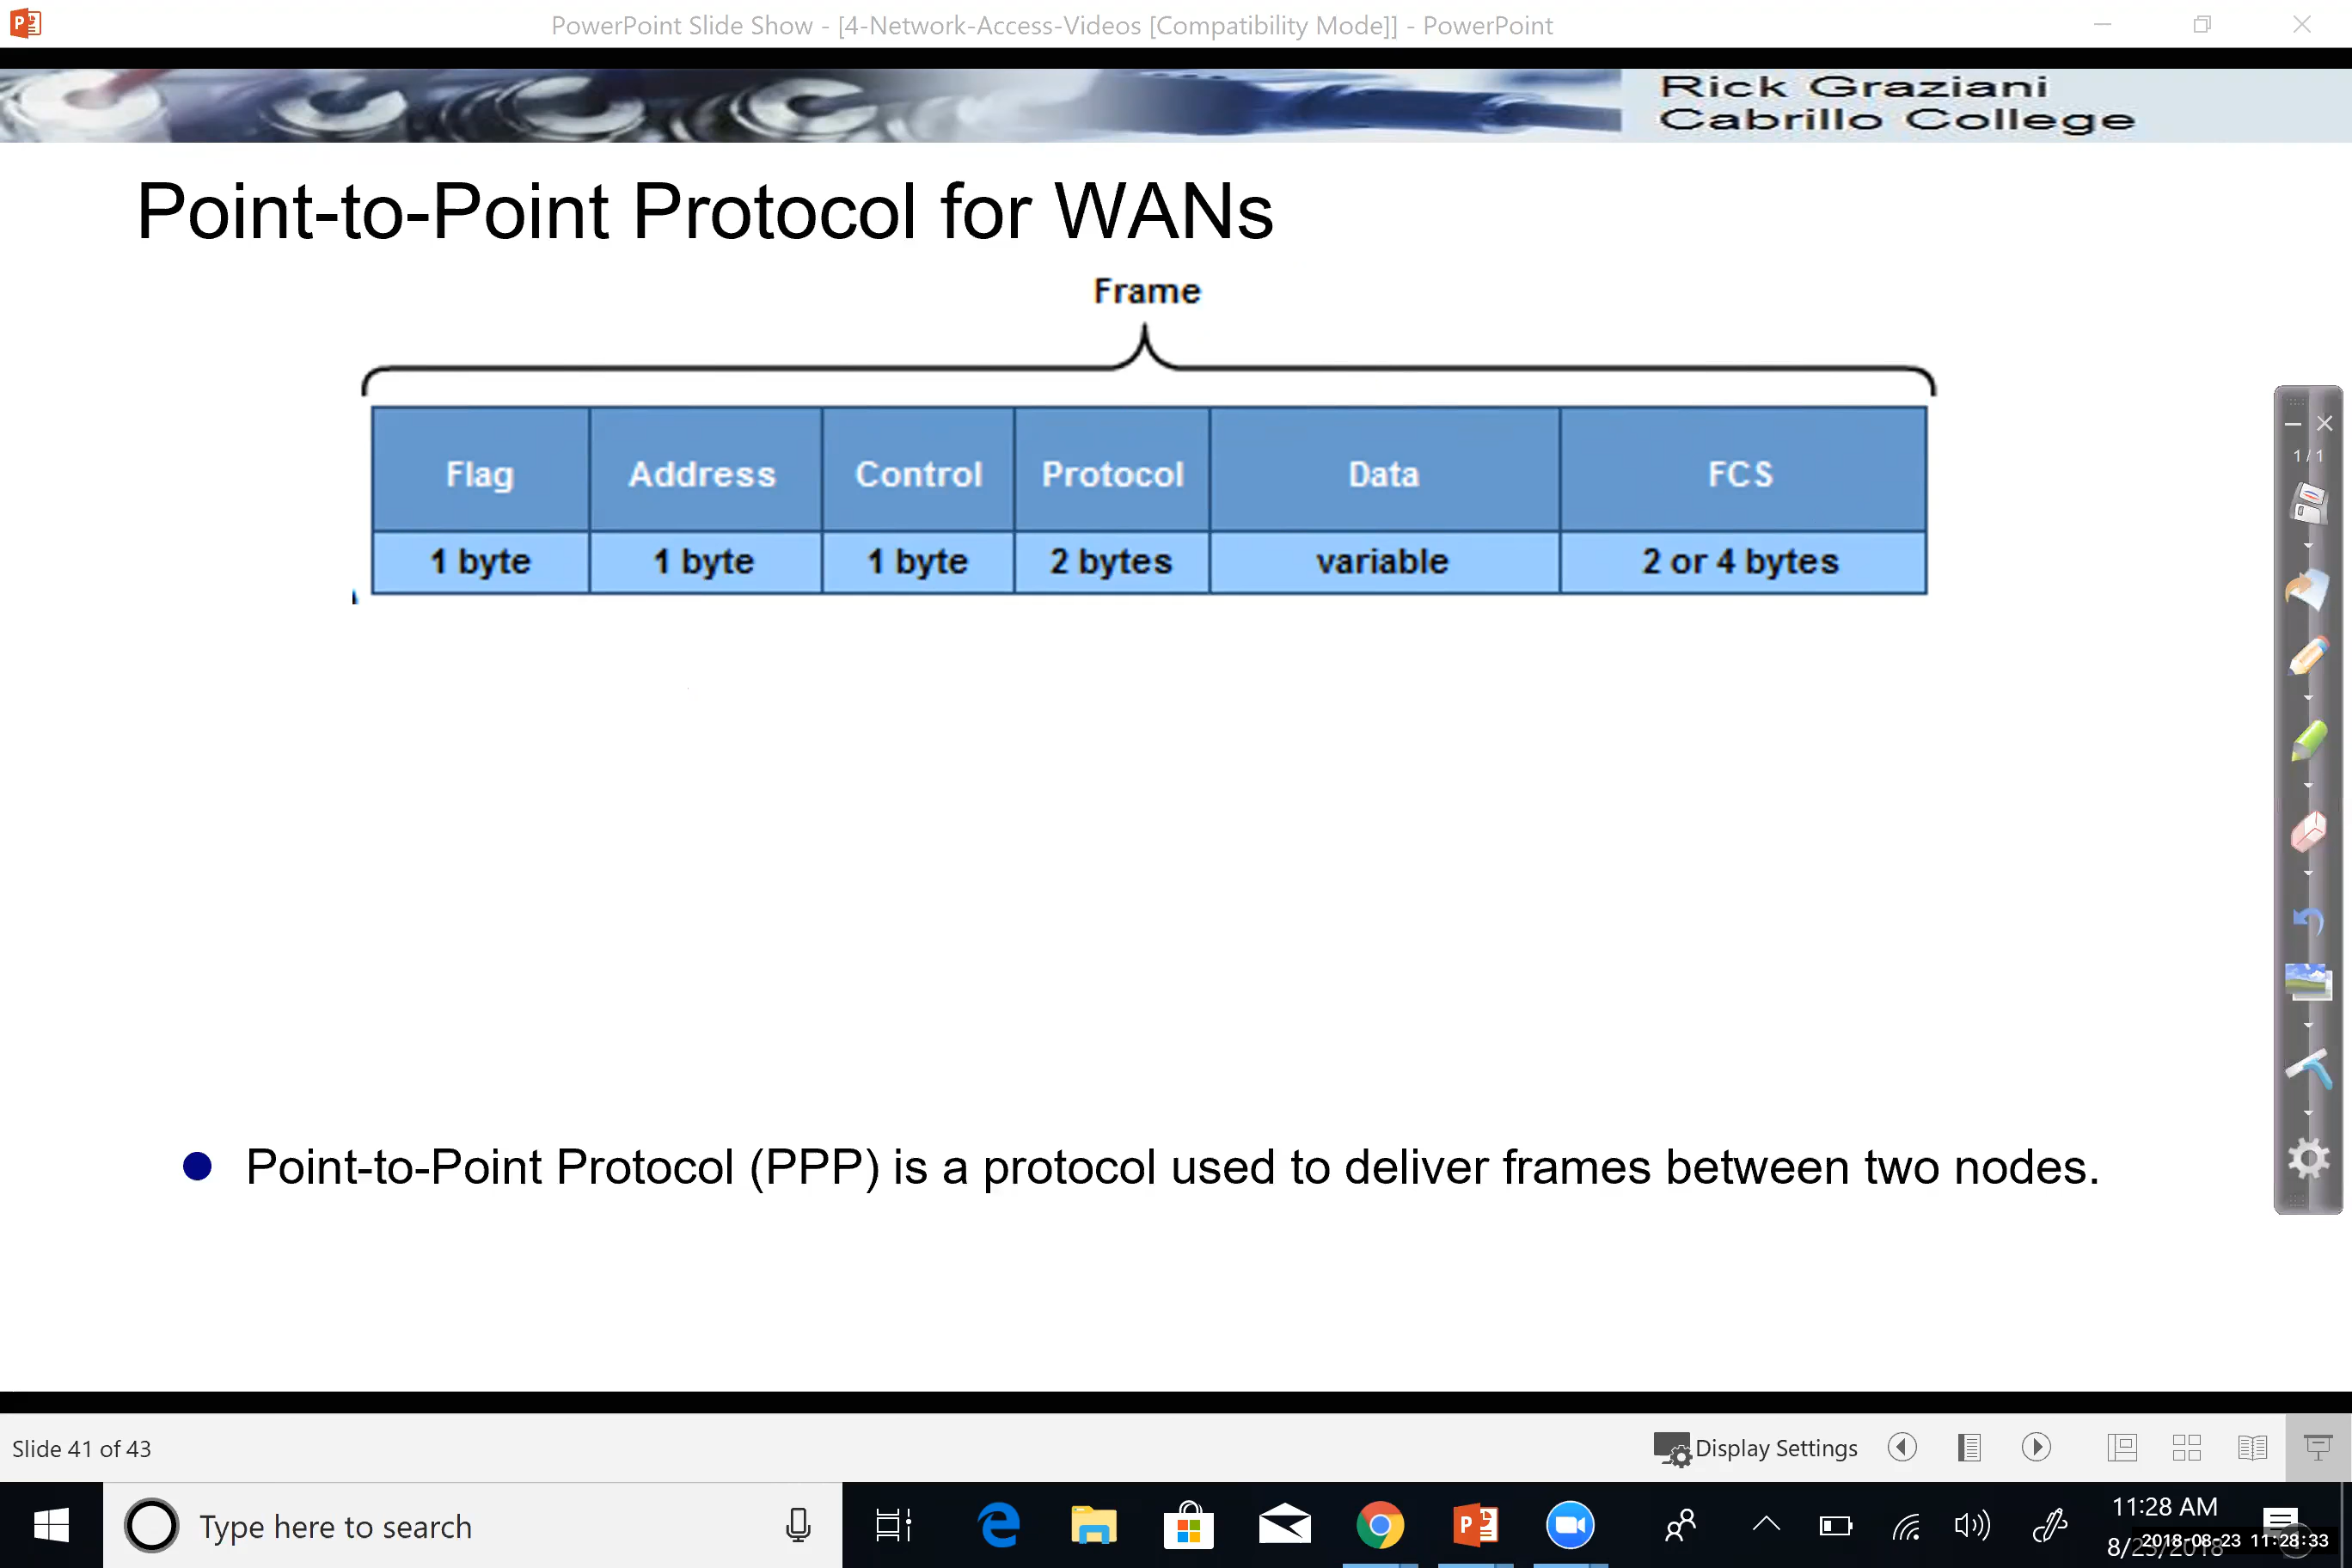 PowerPoint Slide Show - [4-Network-Access-Videos [Compatibility Mode]] - PowerPoint
Rick Graziani
Cabrillo College
Point-to-Point Protocol for WANs
Frame
Flag Address Control Protocol Data FCS
1 byte 1 byte 1 byte 2 bytes variable 2 or 4 bytes
1/1
Point-to-Point Protocol (PPP) is a protocol used to deliver frames between two nodes.
Slide 41 of 43
Display Settings
Type here to search
11:28 AM
8/23/2018
2018-08-23 11:28:33